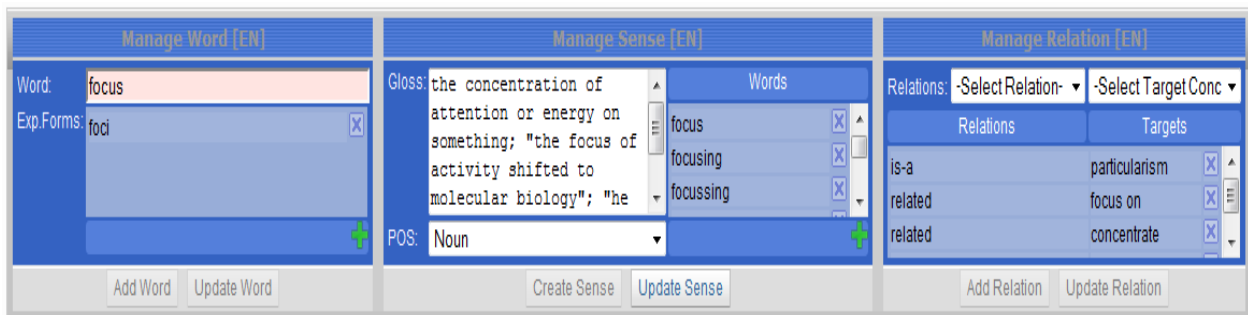 Manage Word [EN]
Word: focus
Exp.Forms: foci
Add Word Update Word
Manage Sense [EN]
Gloss: the concentration of
attention or energy on
something; "the focus of
activity shifted to
molecular biology"; "he
Words
focus
focusing
focussing
POS: Noun
Create Sense Update Sense
Manage Relation [EN]
Relations: -Select Relation- -Select Target Conc
Relations Targets
is-a particularism
related focus on
related concentrate
Add Relation Update Relation